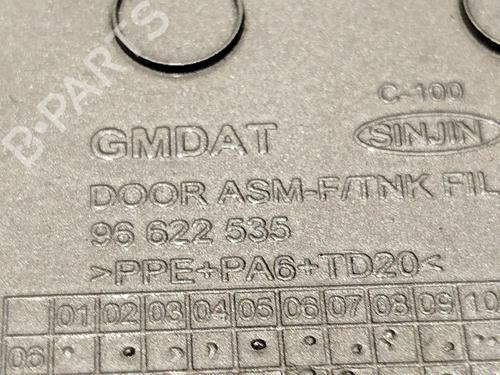 B-PARTS
C-100
GMDAT
SINJIN
DOOR ASM-F/TNK FIL
96 622 535
>PPE+PA6+TD20<
01 02 03 04 05 06 07 08 09 10
06